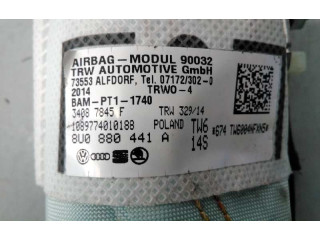 AIRBAG-MODUL 90032
TRW AUTOMOTIVE GmbH
73553 ALFDORF, Tel. 07172/302-0
2014 TRWO-4
BAM-PT1-1740
3408 7845 F TRW 329/14
1089774010188 POLAND TW6
8U0 880 441 A 14S